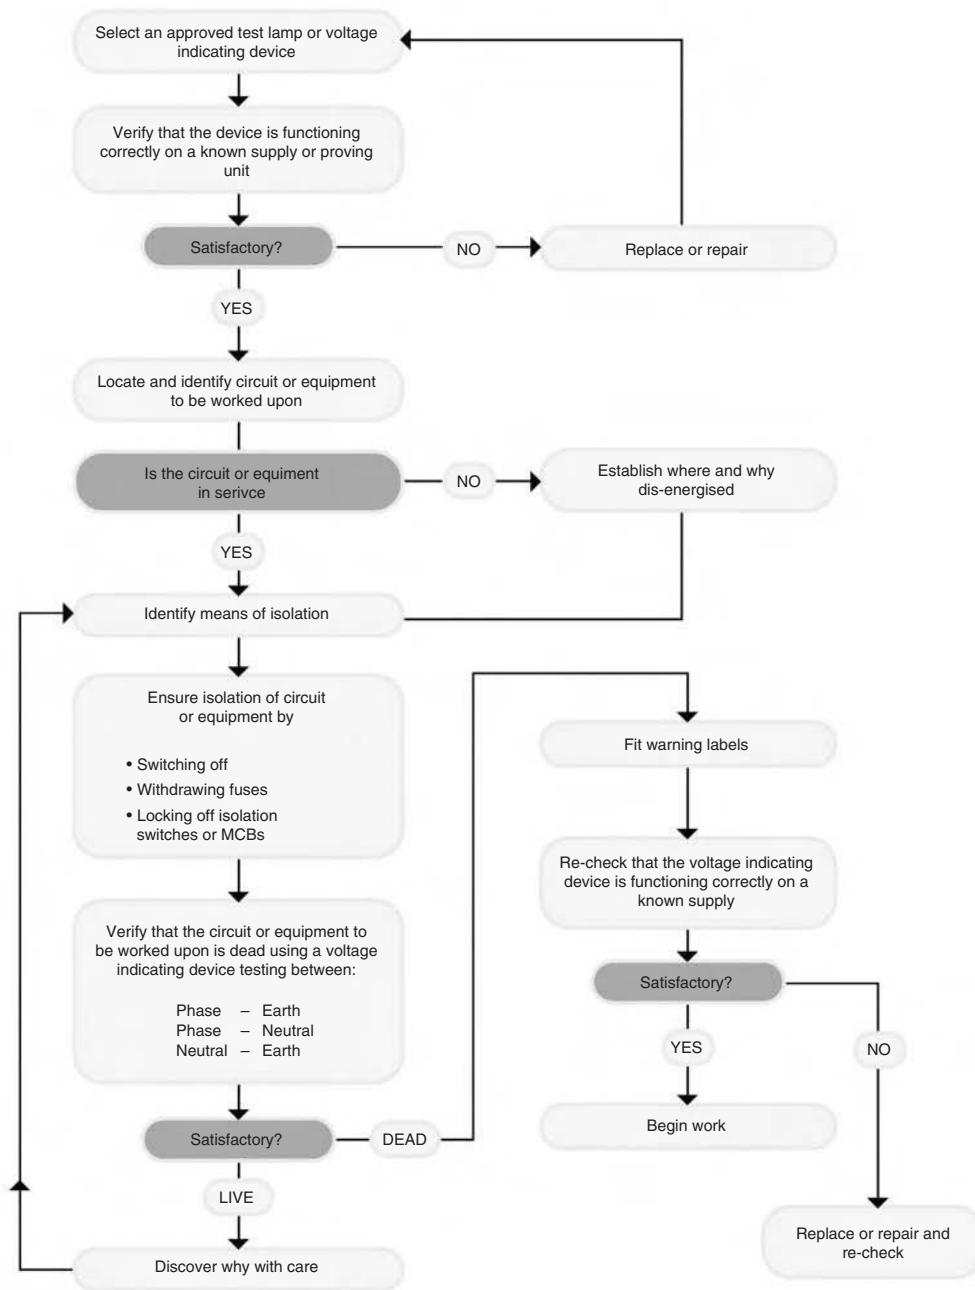 Select an approved test lamp or voltage
indicating device
Verify that the device is functioning
correctly on a known supply or proving
unit
Satisfactory?
NO
Replace or repair
YES
Locate and identify circuit or equipment
to be worked upon
Is the circuit or equiment
in serivce
NO
Establish where and why
dis-energised
YES
Identify means of isolation
Ensure isolation of circuit
or equipment by
• Switching off
• Withdrawing fuses
• Locking off isolation
switches or MCBs
Verify that the circuit or equipment to
be worked upon is dead using a voltage
indicating device testing between:
Phase – Earth
Phase – Neutral
Neutral – Earth
Satisfactory?
DEAD
LIVE
Discover why with care
Fit warning labels
Re-check that the voltage indicating
device is functioning correctly on a
known supply
Satisfactory?
YES
NO
Begin work
Replace or repair and
re-check